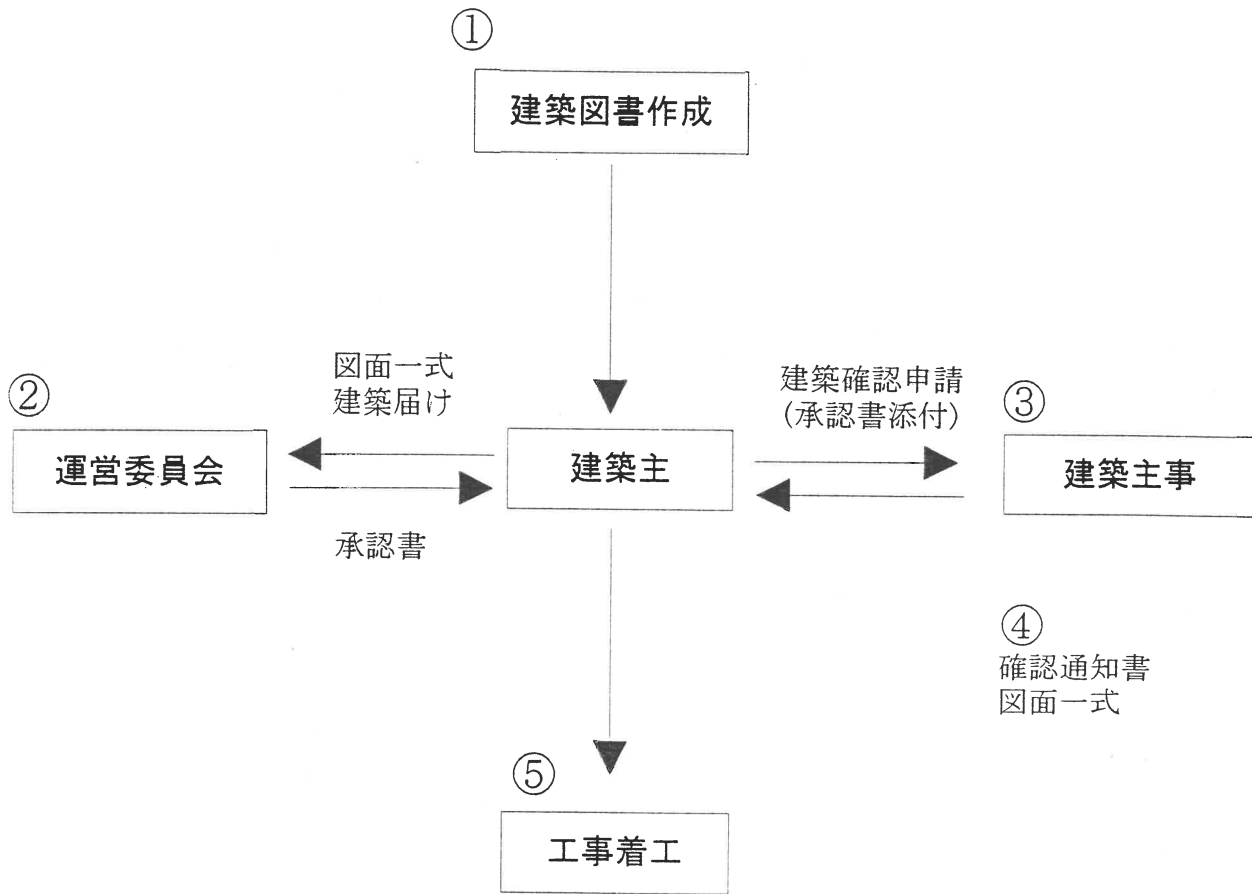 ①
建築図書作成
図面一式
建築届け
②
運営委員会
承認書
建築主
建築確認申請
(承認書添付)
③
建築主事
④
確認通知書
図面一式
⑤
工事着工